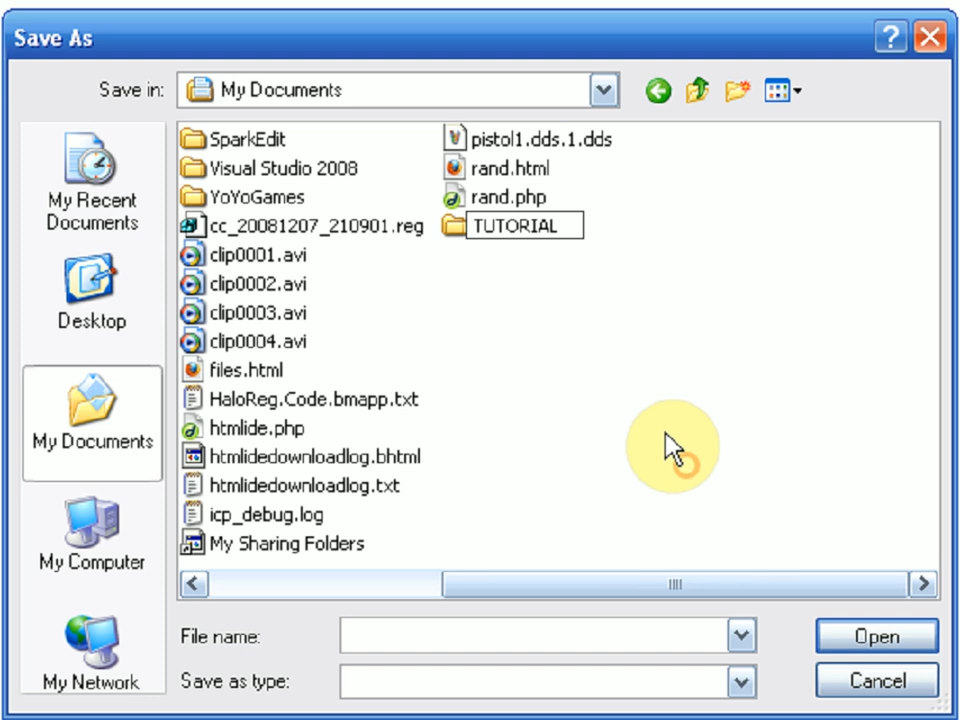 Save As
?
Save in:
My Documents
My Recent
Documents
Desktop
My Documents
My Computer
My Network
SparkEdit
Visual Studio 2008
YoYoGames
cc_20081207_210901.reg
clip0001.avi
clip0002.avi
clip0003.avi
clip0004.avi
files.html
HaloReg.Code.bmapp.txt
htmlide.php
htmlidedownloadlog.bhtml
htmlidedownloadlog.txt
icp_debug.log
My Sharing Folders
pistol1.dds.1.dds
rand.html
rand.php
TUTORIAL
File name:
Open
Save as type:
Cancel